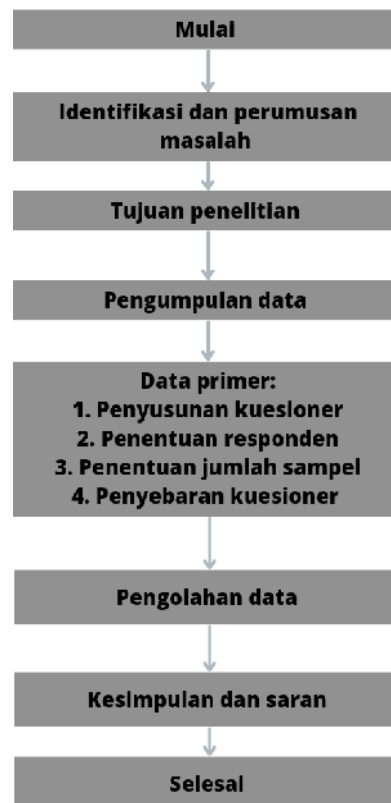 Mulai
Identifikasi dan perumusan
masalah
Tujuan penelitian
Pengumpulan data
Data primer:
1. Penyusunan kuesioner
2. Penentuan responden
3. Penentuan jumlah sampel
4. Penyebaran kuesioner
Pengolahan data
Kesimpulan dan saran
Selesai